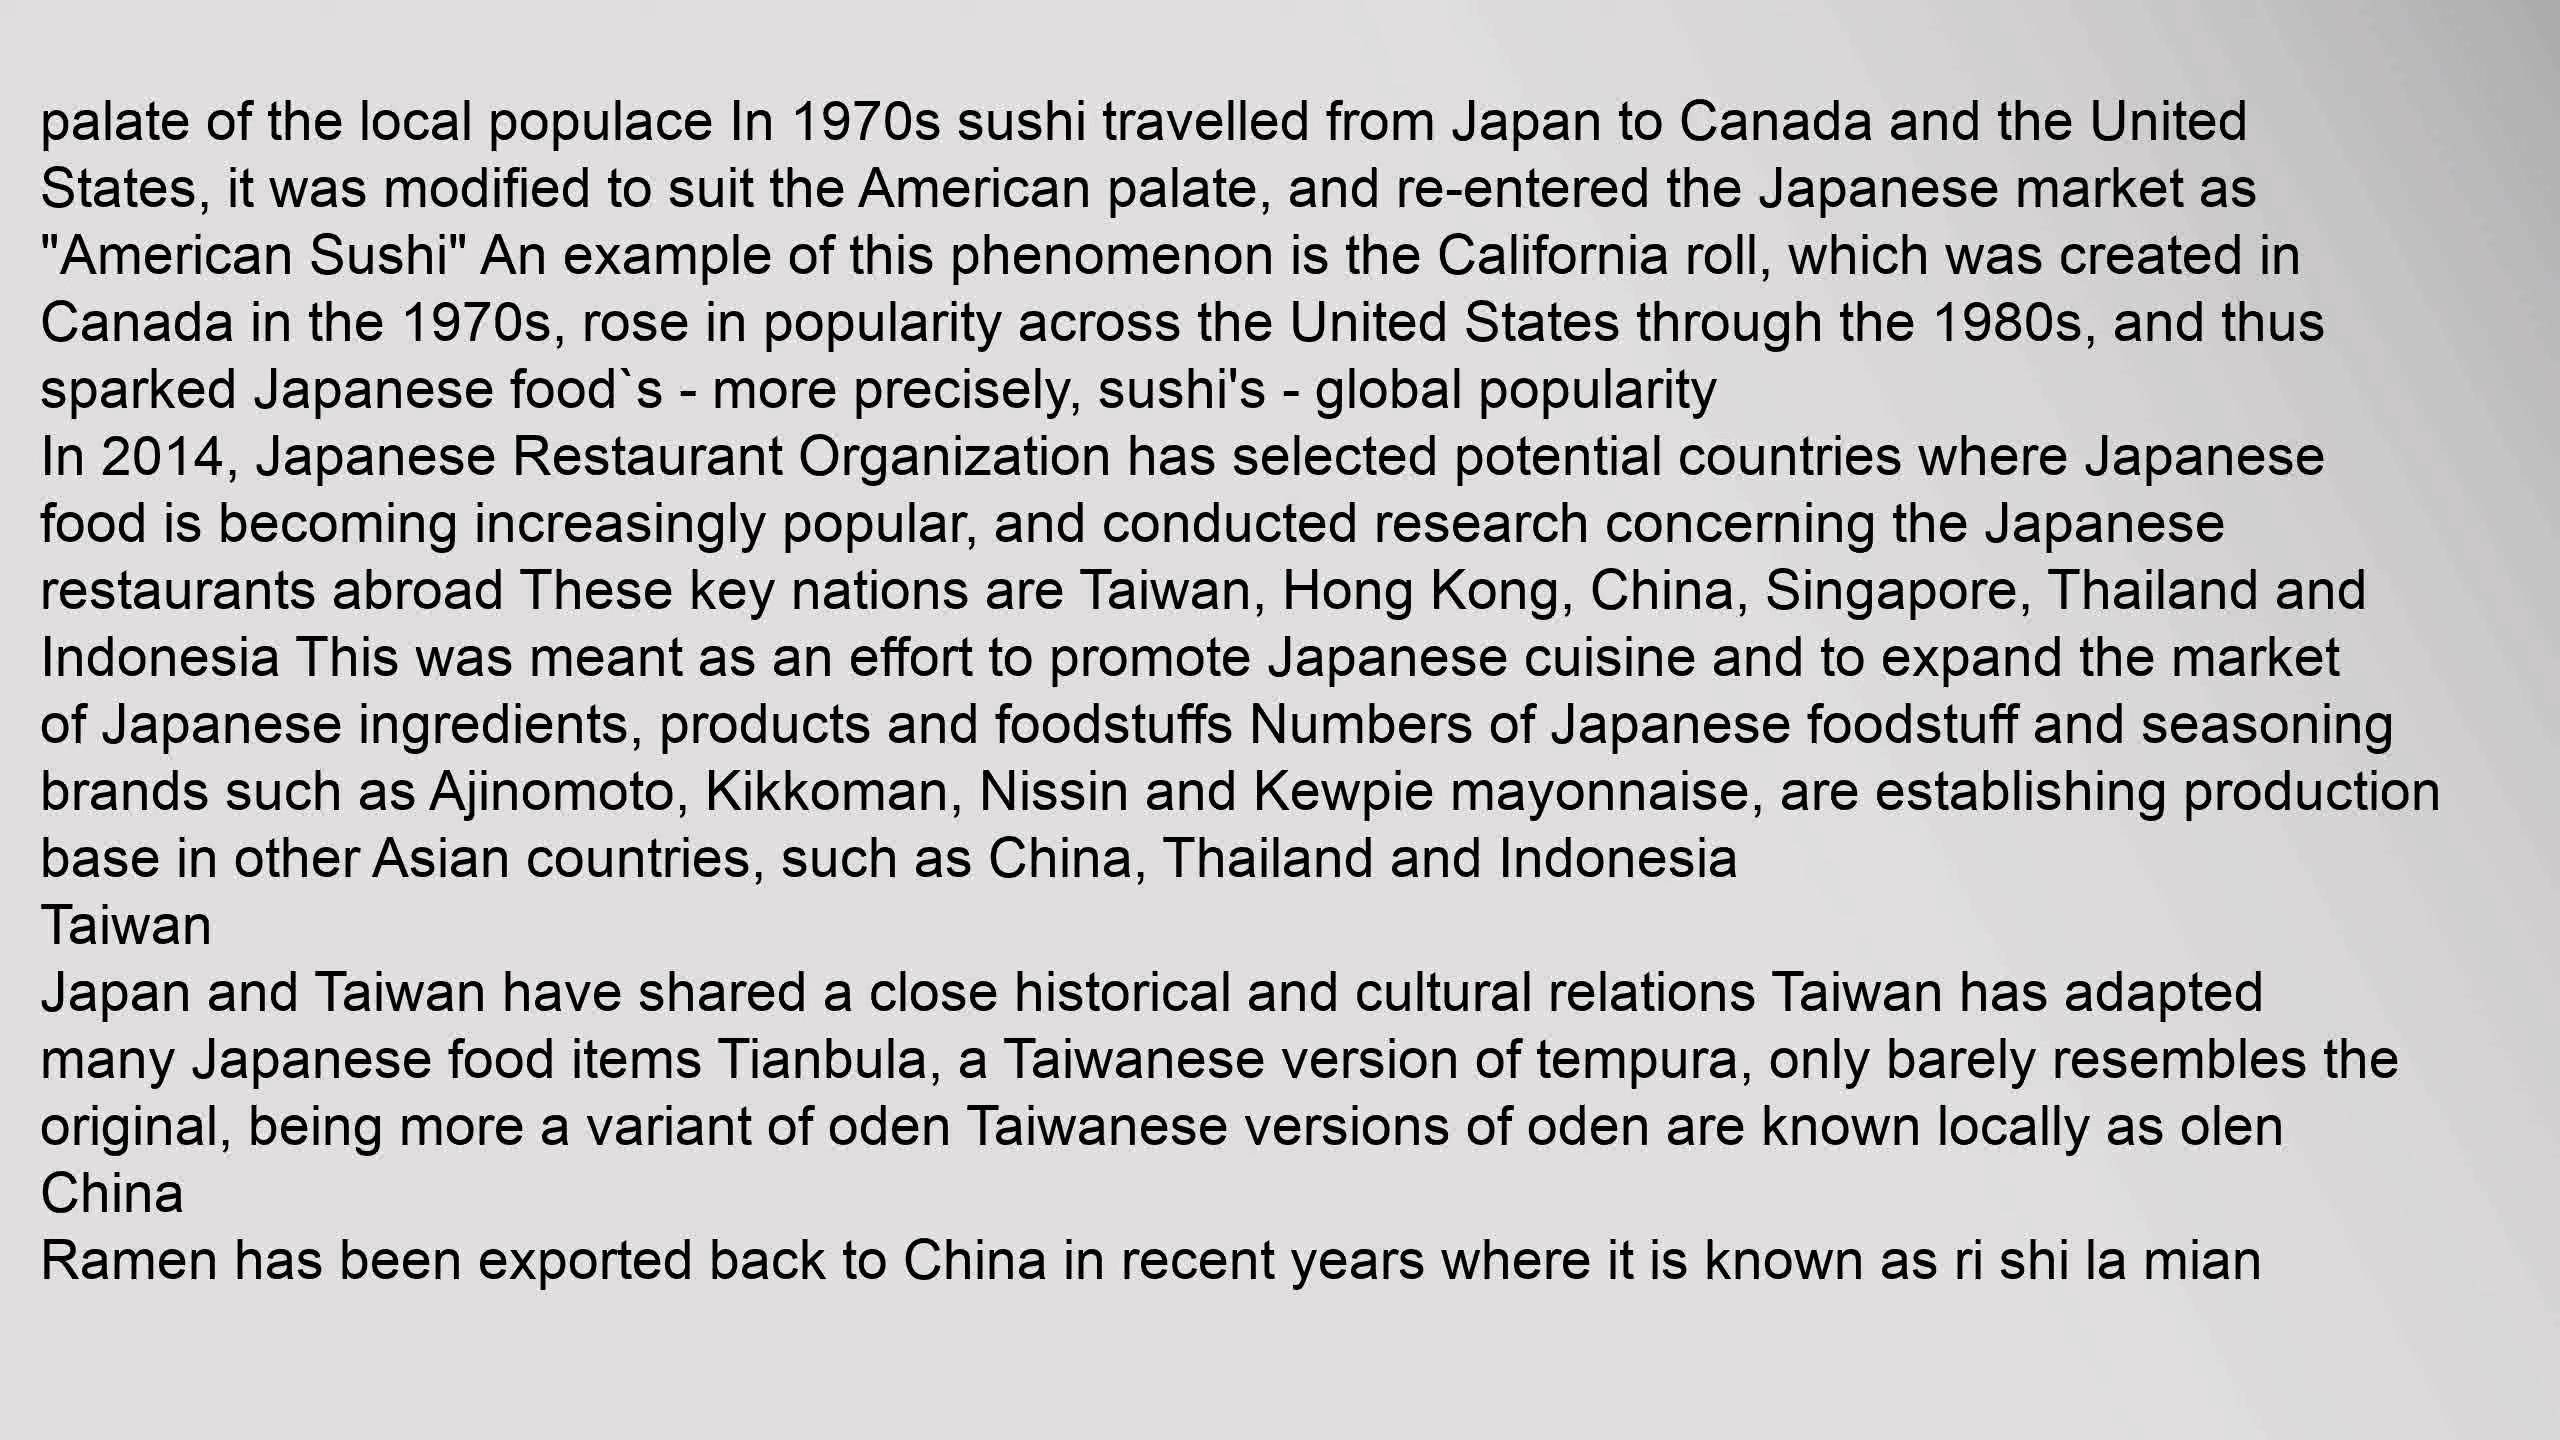 palate of the local populace In 1970s sushi travelled from Japan to Canada and the United
States, it was modified to suit the American palate, and re-entered the Japanese market as
"American Sushi" An example of this phenomenon is the California roll, which was created in
Canada in the 1970s, rose in popularity across the United States through the 1980s, and thus
sparked Japanese food`s - more precisely, sushi's - global popularity
In 2014, Japanese Restaurant Organization has selected potential countries where Japanese
food is becoming increasingly popular, and conducted research concerning the Japanese
restaurants abroad These key nations are Taiwan, Hong Kong, China, Singapore, Thailand and
Indonesia This was meant as an effort to promote Japanese cuisine and to expand the market
of Japanese ingredients, products and foodstuffs Numbers of Japanese foodstuff and seasoning
brands such as Ajinomoto, Kikkoman, Nissin and Kewpie mayonnaise, are establishing production
base in other Asian countries, such as China, Thailand and Indonesia
Taiwan
Japan and Taiwan have shared a close historical and cultural relations Taiwan has adapted
many Japanese food items Tianbula, a Taiwanese version of tempura, only barely resembles the
original, being more a variant of oden Taiwanese versions of oden are known locally as olen
China
Ramen has been exported back to China in recent years where it is known as ri shi la mian